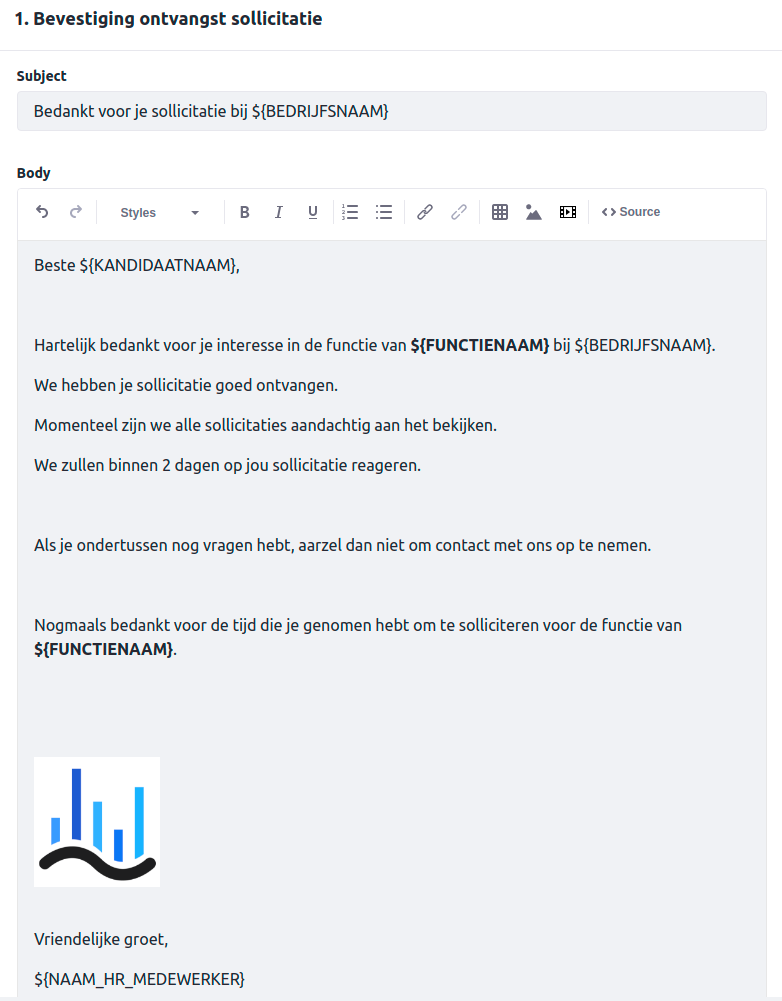 1. Bevestiging ontvangst sollicitatie
Subject
Bedankt voor je sollicitatie bij ${BEDRIJFSNAAM}
Body
Styles B I U Source
Beste ${KANDIDAATNAAM},
Hartelijk bedankt voor je interesse in de functie van ${FUNCTIENAAM} bij ${BEDRIJFSNAAM}.
We hebben je sollicitatie goed ontvangen.
Momenteel zijn we alle sollicitaties aandachtig aan het bekijken.
We zullen binnen 2 dagen op jou sollicitatie reageren.
Als je ondertussen nog vragen hebt, aarzel dan niet om contact met ons op te nemen.
Nogmaals bedankt voor de tijd die je genomen hebt om te solliciteren voor de functie van
${FUNCTIENAAM}.
Vriendelijke groet,
${NAAM_HR_MEDEWERKER}